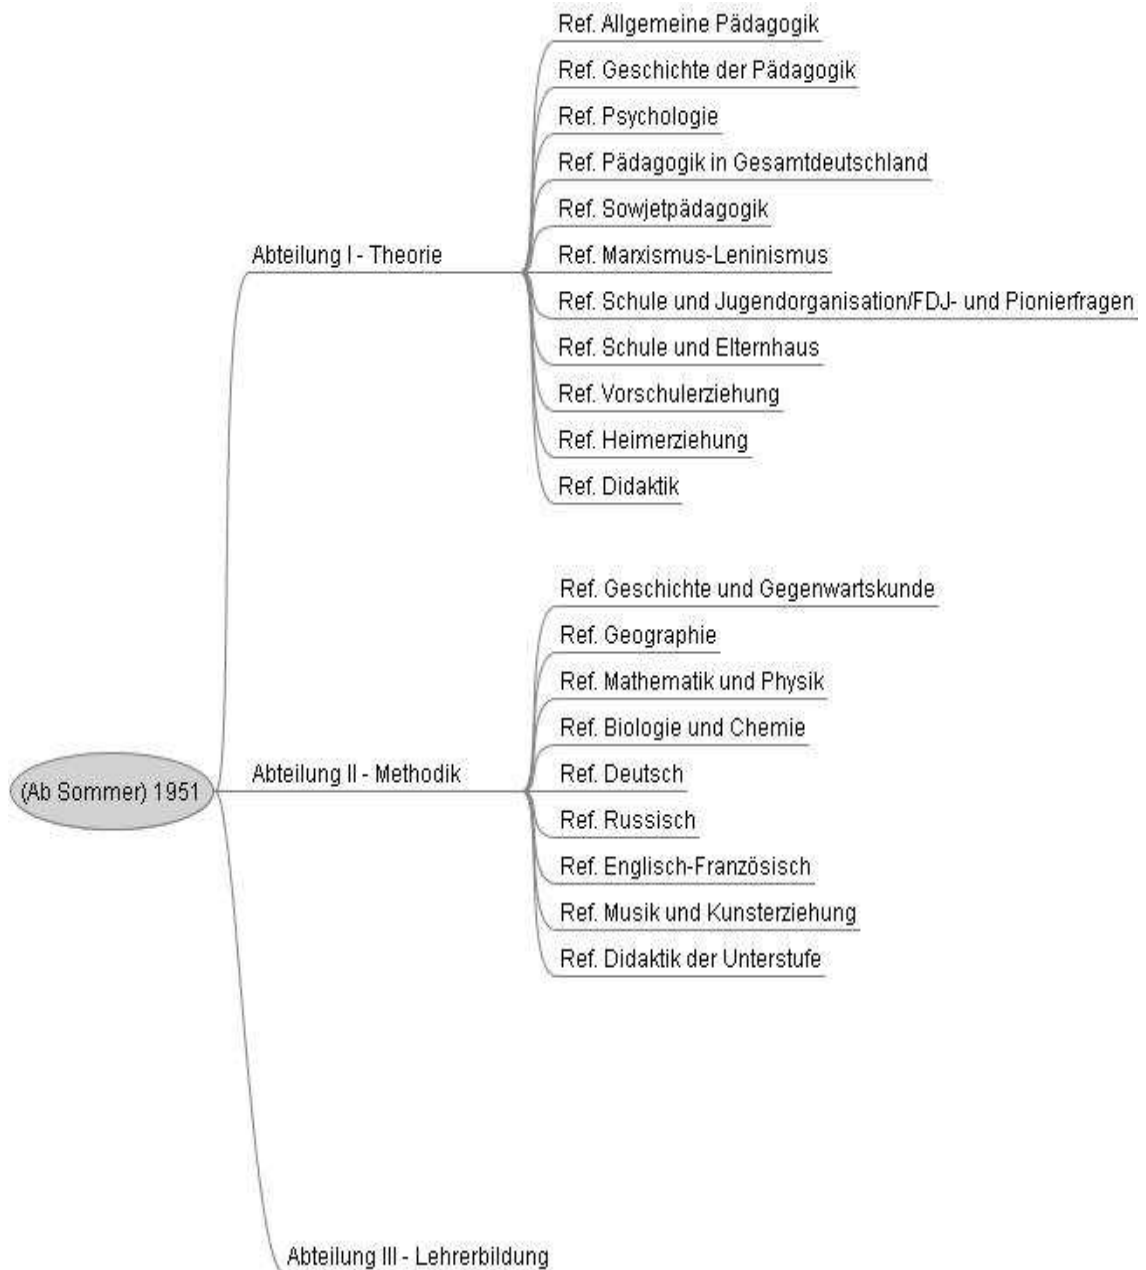 Ref. Allgemeine Pädagogik
Ref. Geschichte der Pädagogik
Ref. Psychologie
Ref. Pädagogik in Gesamtdeutschland
Ref. Sowjetpädagogik
Abteilung I - Theorie
Ref. Marxismus-Leninismus
Ref. Schule und Jugendorganisation/FDJ- und Pionierfragen
Ref. Schule und Elternhaus
Ref. Vorschulerziehung
Ref. Heimerziehung
Ref. Didaktik
Ref. Geschichte und Gegenwartskunde
Ref. Geographie
Ref. Mathematik und Physik
Ref. Biologie und Chemie
(Ab Sommer) 1951
Abteilung II - Methodik
Ref. Deutsch
Ref. Russisch
Ref. Englisch-Französisch
Ref. Musik und Kunsterziehung
Ref. Didaktik der Unterstufe
Abteilung III - Lehrerbildung